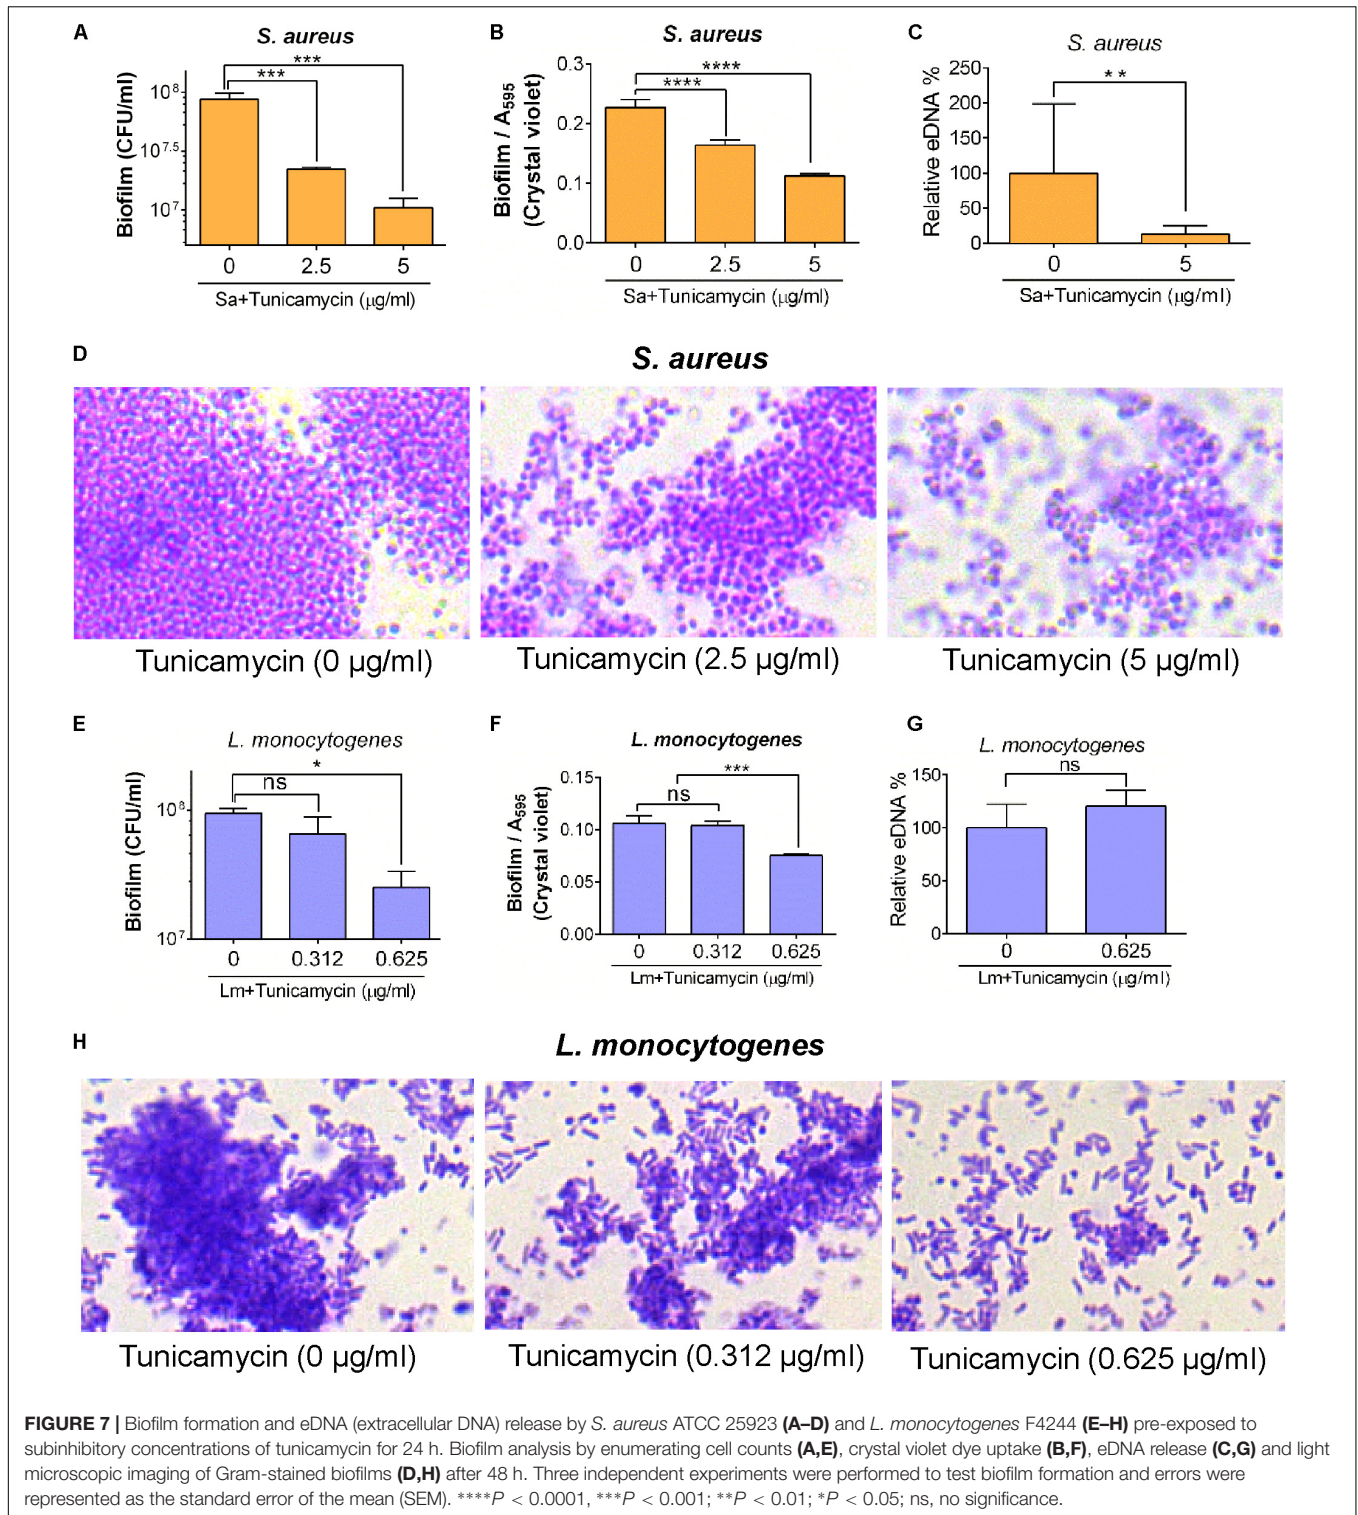 A
S. aureus
***
***
Biofilm (CFU/ml)
10^8
10^7.5
10^7
0 2.5 5
Sa+Tunicamycin (µg/ml)
B
S. aureus
****
****
Biofilm / A595
(Crystal violet)
0.3
0.2
0.1
0.0
0 2.5 5
Sa+Tunicamycin (µg/ml)
C
S. aureus
**
Relative eDNA %
250
200
150
100
50
0
0 5
Sa+Tunicamycin (µg/ml)
D
S. aureus
Tunicamycin (0 µg/ml) Tunicamycin (2.5 µg/ml) Tunicamycin (5 µg/ml)
E
L. monocytogenes
*
ns
Biofilm (CFU/ml)
10^8
10^7
0 0.312 0.625
Lm+Tunicamycin (µg/ml)
F
L. monocytogenes
***
ns
Biofilm / A595
(Crystal violet)
0.15
0.10
0.05
0.00
0 0.312 0.625
Lm+Tunicamycin (µg/ml)
G
L. monocytogenes
ns
Relative eDNA %
150
100
50
0
0 0.625
Lm+Tunicamycin (µg/ml)
H
L. monocytogenes
Tunicamycin (0 µg/ml) Tunicamycin (0.312 µg/ml) Tunicamycin (0.625 µg/ml)
FIGURE 7 | Biofilm formation and eDNA (extracellular DNA) release by S. aureus ATCC 25923 (A–D) and L. monocytogenes F4244 (E–H) pre-exposed to
subinhibitory concentrations of tunicamycin for 24 h. Biofilm analysis by enumerating cell counts (A,E), crystal violet dye uptake (B,F), eDNA release (C,G) and light
microscopic imaging of Gram-stained biofilms (D,H) after 48 h. Three independent experiments were performed to test biofilm formation and errors were
represented as the standard error of the mean (SEM). ****P < 0.0001, ***P < 0.001; **P < 0.01; *P < 0.05; ns, no significance.